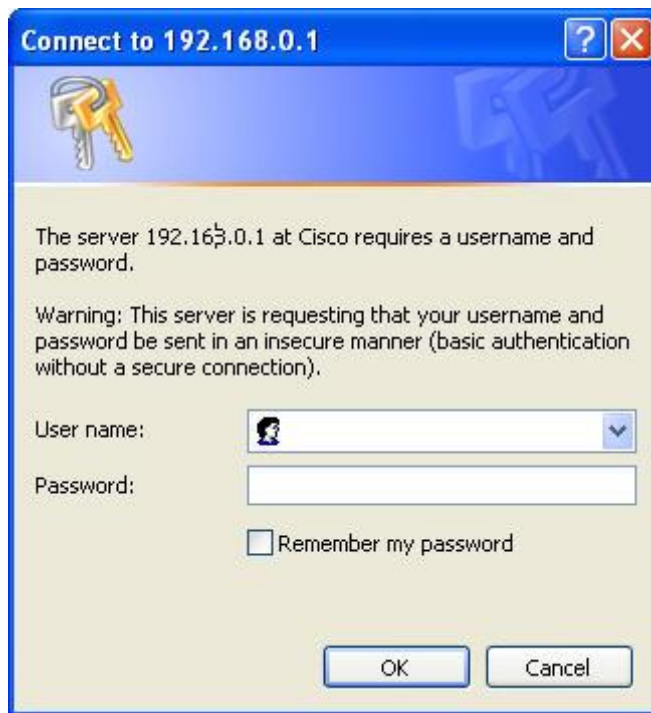 Connect to 192.168.0.1
The server 192.168.0.1 at Cisco requires a username and
password.
Warning: This server is requesting that your username and
password be sent in an insecure manner (basic authentication
without a secure connection).
User name:
Password:
Remember my password
OK Cancel